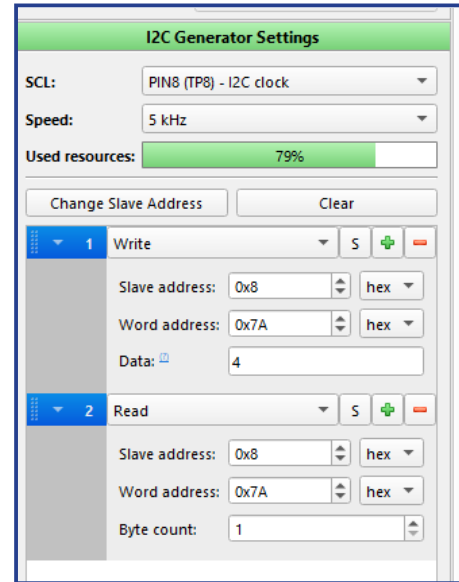 I2C Generator Settings
SCL: PIN8 (TP8) - I2C clock
Speed: 5 kHz
Used resources: 79%
Change Slave Address Clear
1 Write S
Slave address: 0x8 hex
Word address: 0x7A hex
Data: 4
2 Read S
Slave address: 0x8 hex
Word address: 0x7A hex
Byte count: 1